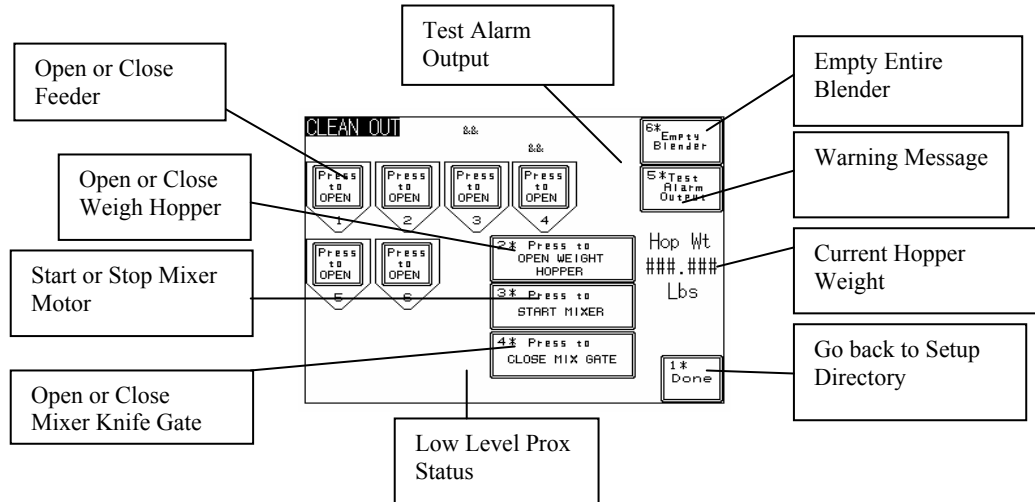 Test Alarm
Output
Open or Close
Feeder
Empty Entire
Blender
Open or Close
Weigh Hopper
Warning Message
Start or Stop Mixer
Motor
Current Hopper
Weight
Open or Close
Mixer Knife Gate
Go back to Setup
Directory
Low Level Prox
Status
CLEAN OUT
&&
&&
6*
Empty
Blender
5*Test
Alarm
Output
Press
to
OPEN
1
Press
to
OPEN
2
Press
to
OPEN
3
Press
to
OPEN
4
Press
to
OPEN
5
Press
to
OPEN
6
2* Press to
OPEN WEIGHT
HOPPER
3* Press to
START MIXER
4* Press to
CLOSE MIX GATE
Hop Wt
###.###
Lbs
1*
Done